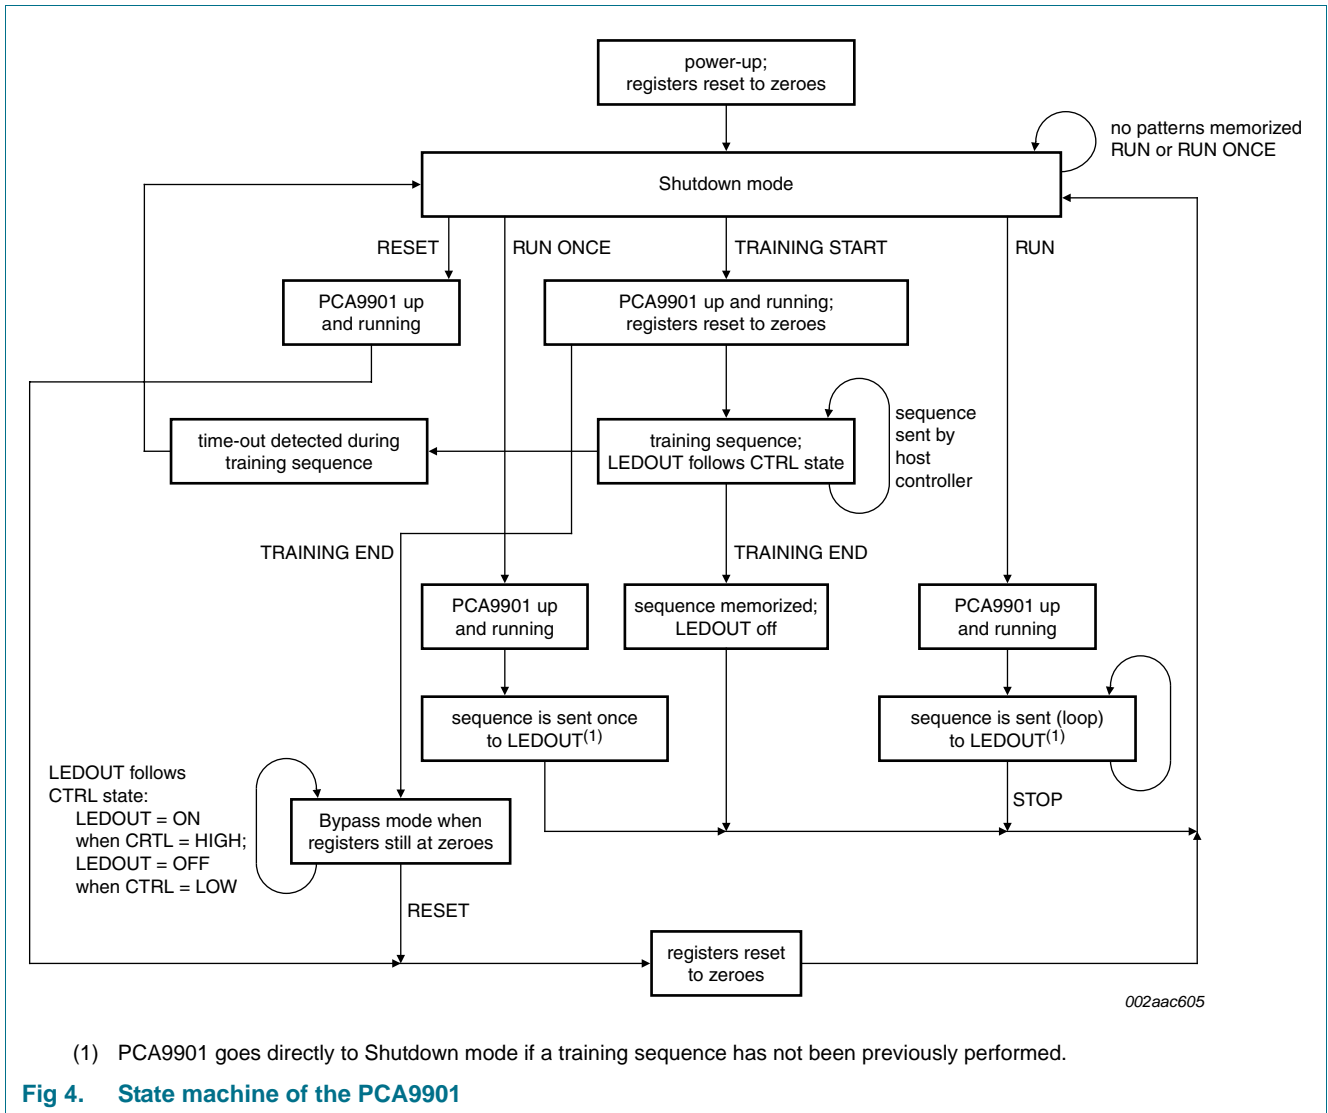 power-up;
registers reset to zeroes
no patterns memorized
RUN or RUN ONCE
Shutdown mode
RESET
RUN ONCE
TRAINING START
RUN
PCA9901 up
and running
PCA9901 up and running;
registers reset to zeroes
time-out detected during
training sequence
training sequence;
LEDOUT follows CTRL state
sequence
sent by
host
controller
TRAINING END
TRAINING END
PCA9901 up
and running
sequence memorized;
LEDOUT off
PCA9901 up
and running
sequence is sent once
to LEDOUT(1)
sequence is sent (loop)
to LEDOUT(1)
LEDOUT follows
CTRL state:
LEDOUT = ON
when CRTL = HIGH;
LEDOUT = OFF
when CTRL = LOW
Bypass mode when
registers still at zeroes
STOP
RESET
registers reset
to zeroes
002aac605
(1) PCA9901 goes directly to Shutdown mode if a training sequence has not been previously performed.
Fig 4. State machine of the PCA9901